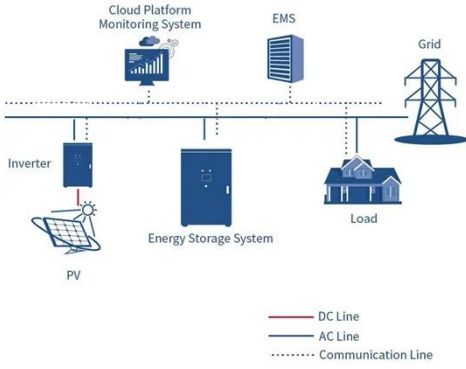 Cloud Platform
Monitoring System
EMS
Grid
Inverter
Load
Energy Storage System
PV
DC Line
AC Line
Communication Line